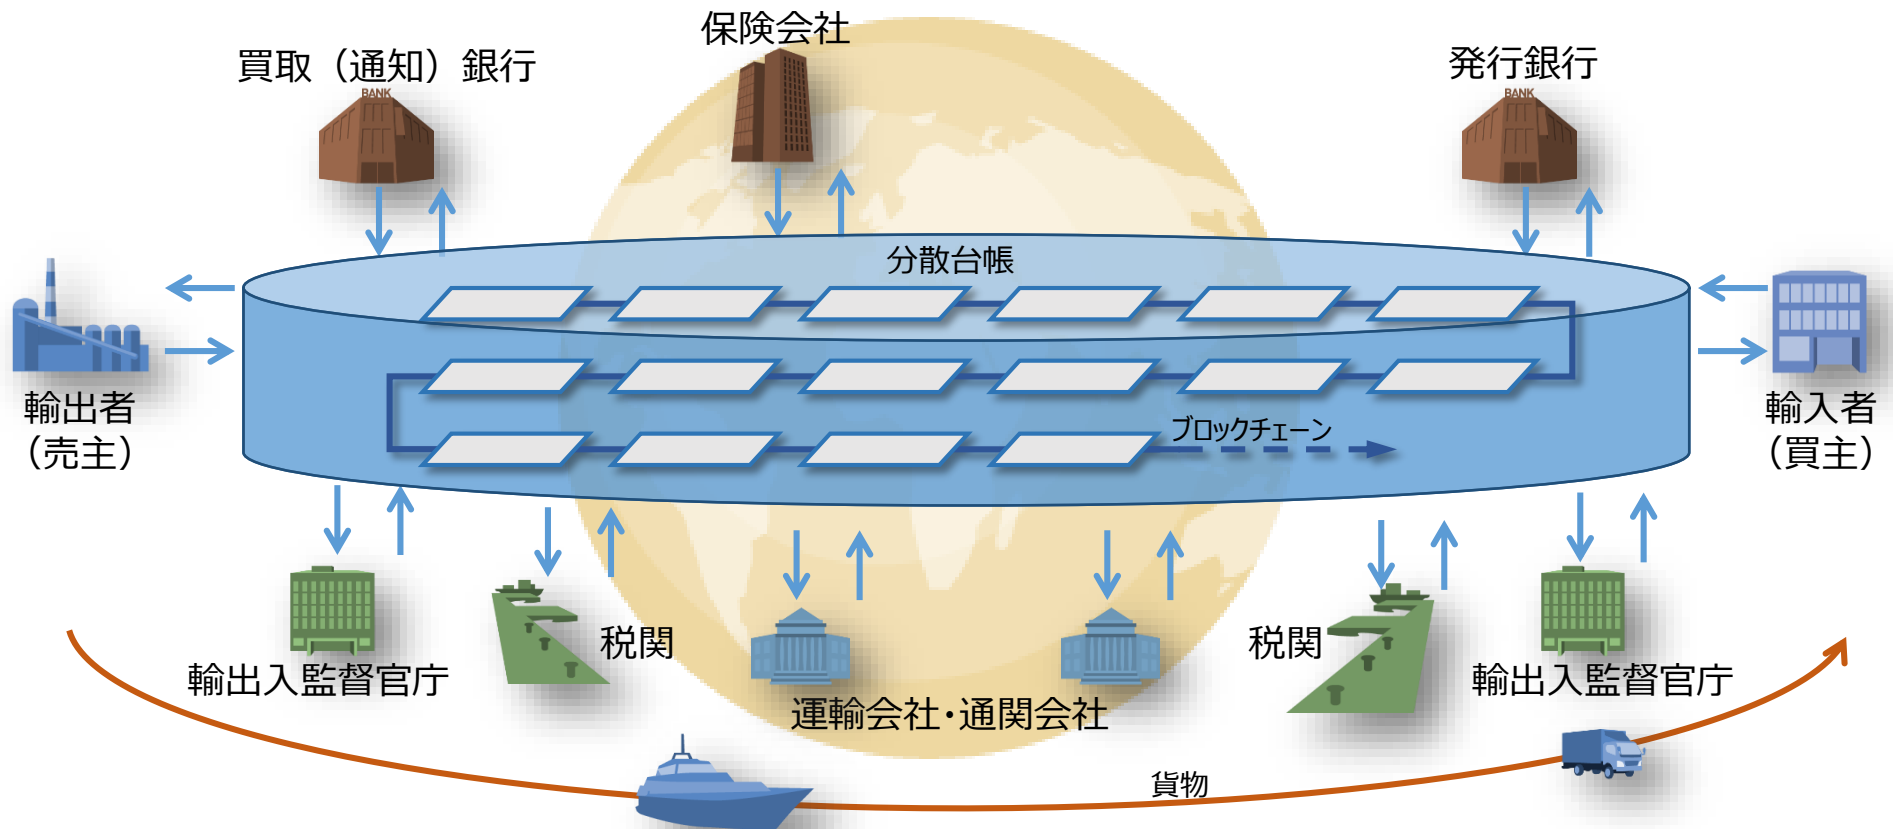 保険会社
買取（通知）銀行
BANK
発行銀行
BANK
分散台帳
ブロックチェーン
輸出者
（売主）
輸入者
（買主）
税関
税関
輸出入監督官庁
輸出入監督官庁
運輸会社・通関会社
貨物